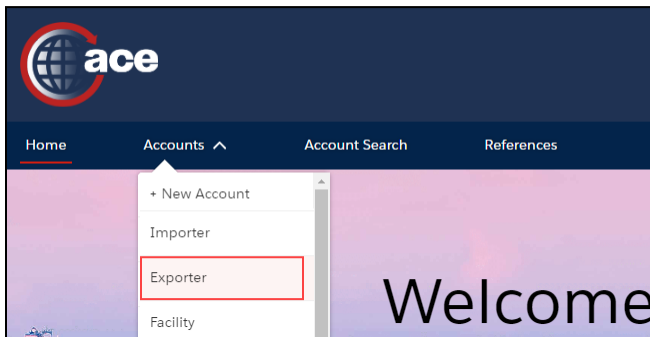 ace
Home Accounts Account Search References
+ New Account
Importer
Exporter
Facility
Welcome